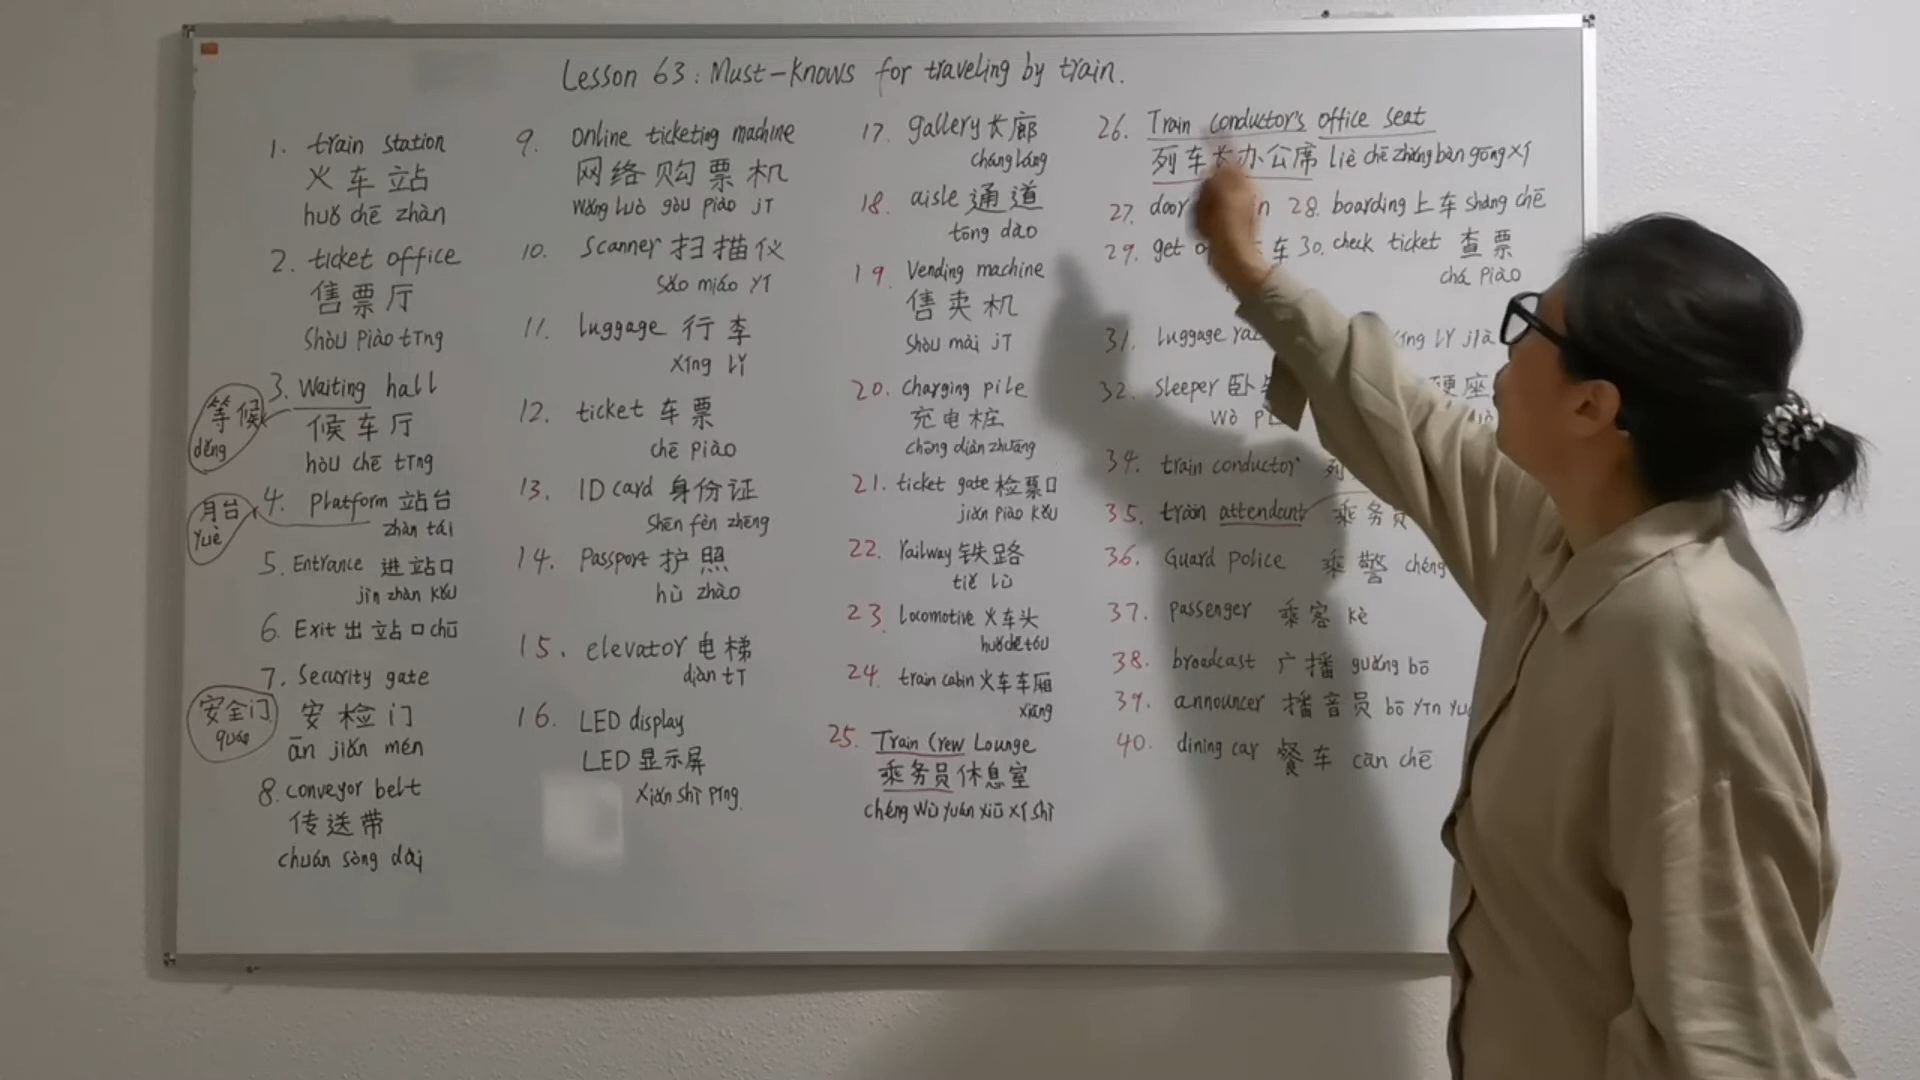 Lesson 63: Must-Knows for traveling by train.
1. train station
火车站
huǒ chē zhàn
2. ticket office
售票厅
shòu piào tīng
3. Waiting hall
等候
děng
候车厅
hòu chē tīng
4. Platform 站台
zhàn tái
月台
yuè
5. Entrance 进站口
jìn zhàn kǒu
6. Exit 出站口 chū
7. Security gate
安全门
quán
安检门
ān jiǎn mén
8. conveyor belt
传送带
chuán sòng dài
9. Online ticketing machine
网络购票机
wǎng luò gòu piào jī
10. Scanner 扫描仪
sǎo miáo yí
11. luggage 行李
xíng lǐ
12. ticket 车票
chē piào
13. ID card 身份证
shēn fèn zhēng
14. Passport 护照
hù zhào
15. elevator 电梯
diàn tī
16. LED display
LED 显示屏
xiǎn shì píng
17. gallery 长廊
cháng láng
18. aisle 通道
tōng dào
19. Vending machine
售卖机
shòu mài jī
20. Charging pile
充电桩
chōng diàn zhuāng
21. ticket gate 检票口
jiǎn piào kǒu
22. railway 铁路
tiě lù
23. Locomotive 火车头
huǒ chē tóu
24. train cabin 火车车厢
xiāng
25. Train Crew Lounge
乘务员休息室
chéng wù yuán xiū xí shì
26. Train conductor's office seat
列车长办公席 liè chē zhǎng bàn gōng xí
27. door 28. boarding 上车 shàng chē
29. get 车 30. check ticket 查票
chá piào
31. luggage xíng lǐ jià
32. sleeper 卧 硬座
wò
34. train conductor 列
35. train attendant 乘务员
36. Guard police 乘警 chéng
37. passenger 乘客 kè
38. broadcast 广播 guǎng bō
39. announcer 播音员 bō yīn
40. dining car 餐车 cān chē